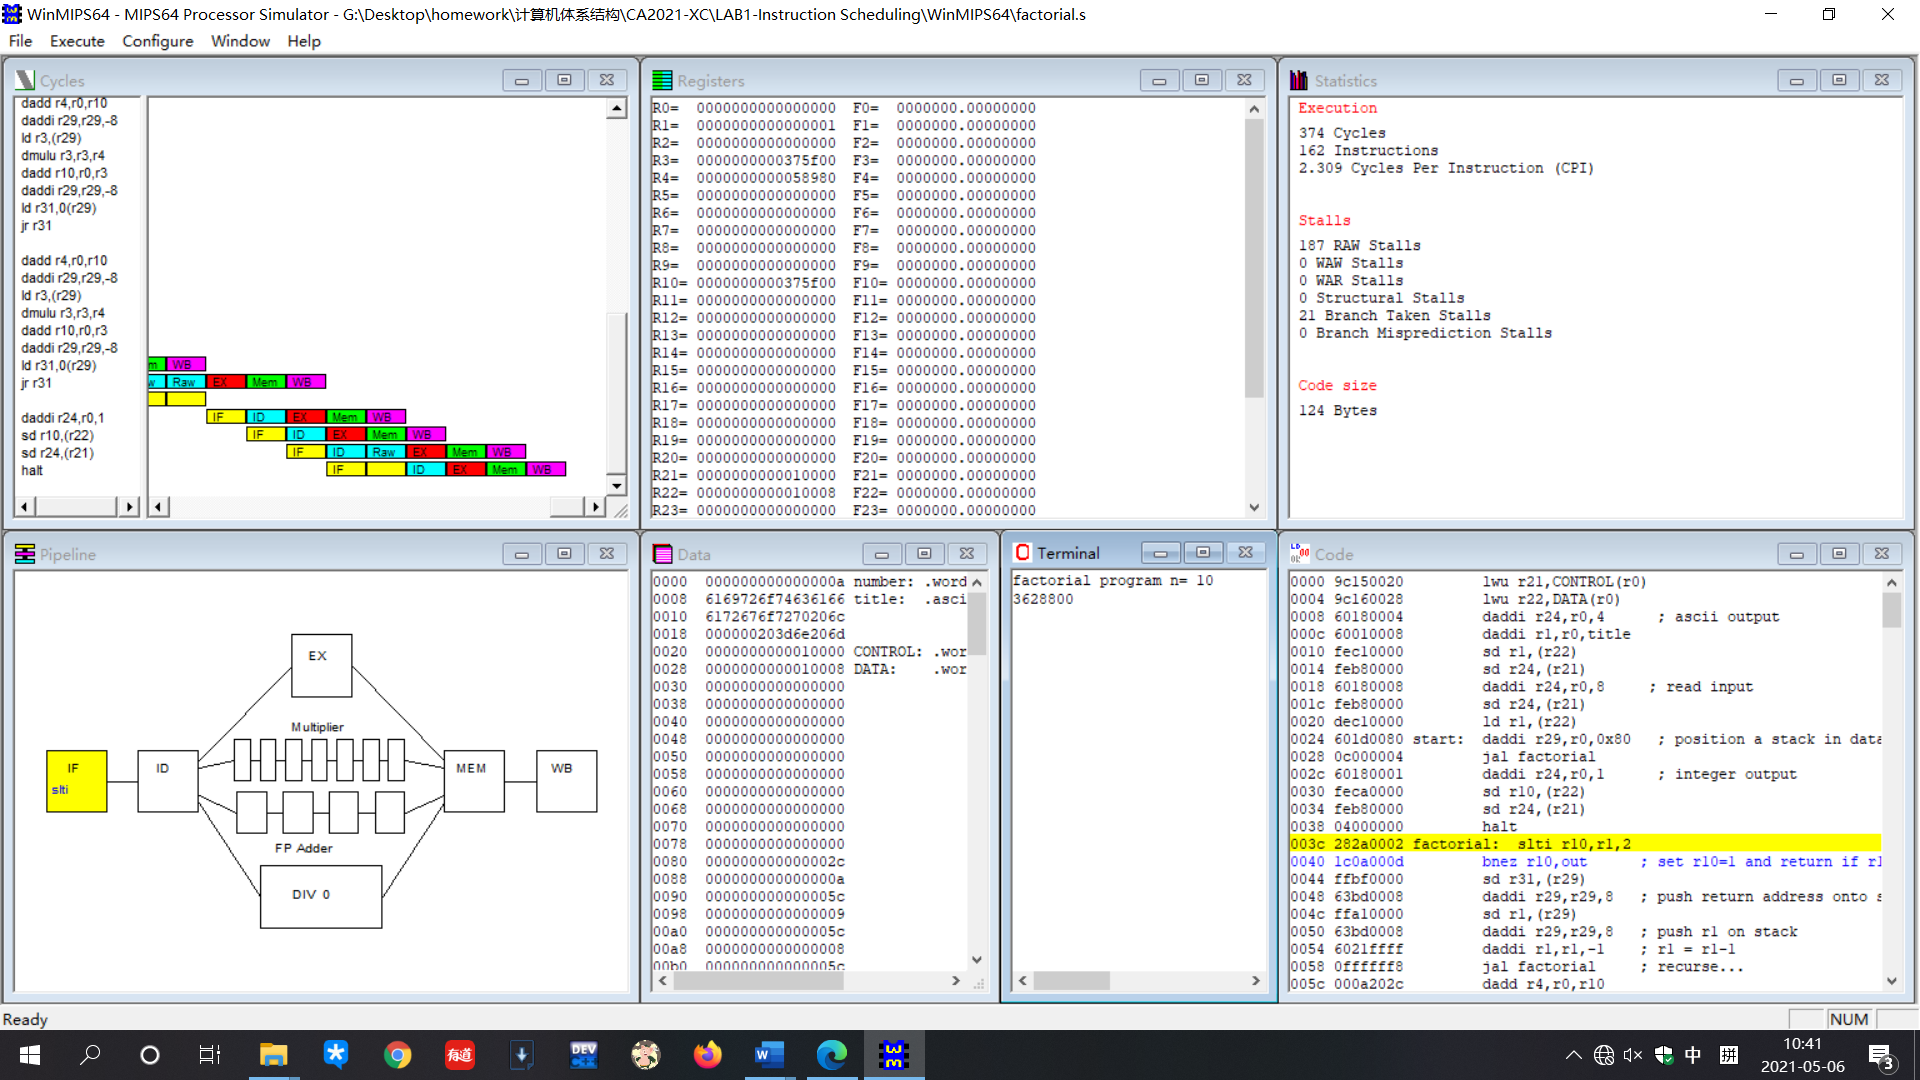 WinMIPS64 - MIPS64 Processor Simulator - G:\Desktop\homework\计算机体系结构\CA2021-XC\LAB1-Instruction Scheduling\WinMIPS64\factorial.s
File Execute Configure Window Help
Cycles
dadd r4,r0,r10
daddi r29,r29,-8
ld r3,(r29)
dmulu r3,r3,r4
dadd r10,r0,r3
daddi r29,r29,-8
ld r31,0(r29)
jr r31
dadd r4,r0,r10
daddi r29,r29,-8
ld r3,(r29)
dmulu r3,r3,r4
dadd r10,r0,r3
daddi r29,r29,-8
ld r31,0(r29)
jr r31
daddi r24,r0,1
sd r10,(r22)
sd r24,(r21)
halt
WB
Raw EX Mem WB
IF ID EX Mem WB
IF ID EX Mem WB
IF ID Raw EX Mem WB
IF ID EX Mem WB
Registers
R0= 0000000000000000 F0= 0000000.00000000
R1= 0000000000000001 F1= 0000000.00000000
R2= 0000000000000000 F2= 0000000.00000000
R3= 0000000000375f00 F3= 0000000.00000000
R4= 0000000000058980 F4= 0000000.00000000
R5= 0000000000000000 F5= 0000000.00000000
R6= 0000000000000000 F6= 0000000.00000000
R7= 0000000000000000 F7= 0000000.00000000
R8= 0000000000000000 F8= 0000000.00000000
R9= 0000000000000000 F9= 0000000.00000000
R10= 0000000000375f00 F10= 0000000.00000000
R11= 0000000000000000 F11= 0000000.00000000
R12= 0000000000000000 F12= 0000000.00000000
R13= 0000000000000000 F13= 0000000.00000000
R14= 0000000000000000 F14= 0000000.00000000
R15= 0000000000000000 F15= 0000000.00000000
R16= 0000000000000000 F16= 0000000.00000000
R17= 0000000000000000 F17= 0000000.00000000
R18= 0000000000000000 F18= 0000000.00000000
R19= 0000000000000000 F19= 0000000.00000000
R20= 0000000000000000 F20= 0000000.00000000
R21= 0000000000010000 F21= 0000000.00000000
R22= 0000000000010008 F22= 0000000.00000000
R23= 0000000000000000 F23= 0000000.00000000
Statistics
Execution
374 Cycles
162 Instructions
2.309 Cycles Per Instruction (CPI)
Stalls
187 RAW Stalls
0 WAW Stalls
0 WAR Stalls
0 Structural Stalls
21 Branch Taken Stalls
0 Branch Misprediction Stalls
Code size
124 Bytes
Pipeline
EX
Multiplier
IF ID MEM WB
slti
FP Adder
DIV 0
Data
0000 000000000000000a number: .word
0008 6169726f74636166 title: .asci
0010 6172676f7270206c
0018 000000203d6e206d
0020 0000000000010000 CONTROL: .wor
0028 0000000000010008 DATA: .wor
0030 0000000000000000
0038 0000000000000000
0040 0000000000000000
0048 0000000000000000
0050 0000000000000000
0058 0000000000000000
0060 0000000000000000
0068 0000000000000000
0070 0000000000000000
0078 0000000000000000
0080 000000000000002c
0088 000000000000000a
0090 000000000000005c
0098 0000000000000009
00a0 000000000000005c
00a8 0000000000000008
00b0 000000000000005c
Terminal
factorial program n= 10
3628800
Code
0000 9c150020 lwu r21,CONTROL(r0)
0004 9c160028 lwu r22,DATA(r0)
0008 60180004 daddi r24,r0,4 ; ascii output
000c 60010008 daddi r1,r0,title
0010 fec10000 sd r1,(r22)
0014 feb80000 sd r24,(r21)
0018 60180008 daddi r24,r0,8 ; read input
001c feb80000 sd r24,(r21)
0020 dec10000 ld r1,(r22)
0024 601d0080 start: daddi r29,r0,0x80 ; position a stack in data
0028 0c000004 jal factorial
002c 60180001 daddi r24,r0,1 ; integer output
0030 feca0000 sd r10,(r22)
0034 feb80000 sd r24,(r21)
0038 04000000 halt
003c 282a0002 factorial: slti r10,r1,2
0040 1c0a000d bnez r10,out ; set r10=1 and return if r1
0044 ffbf0000 sd r31,(r29)
0048 63bd0008 daddi r29,r29,8 ; push return address onto s
004c ffa10000 sd r1,(r29)
0050 63bd0008 daddi r29,r29,8 ; push r1 on stack
0054 6021ffff daddi r1,r1,-1 ; r1 = r1-1
0058 0ffffff8 jal factorial ; recurse...
005c 000a202c dadd r4,r0,r10
Ready
NUM
有道
DEV
C++
中
拼
10:41
2021-05-06
3